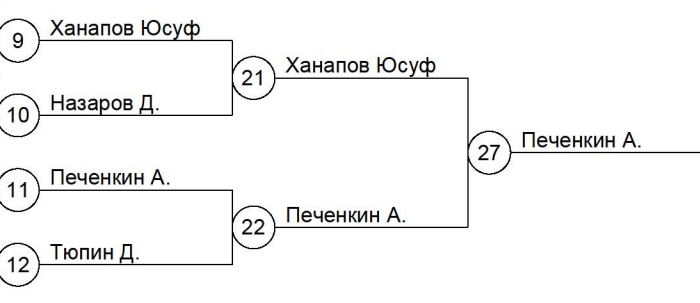 9 Ханапов Юсуф
21 Ханапов Юсуф
10 Назаров Д.
27 Печенкин А.
11 Печенкин А.
22 Печенкин А.
12 Тюпин Д.